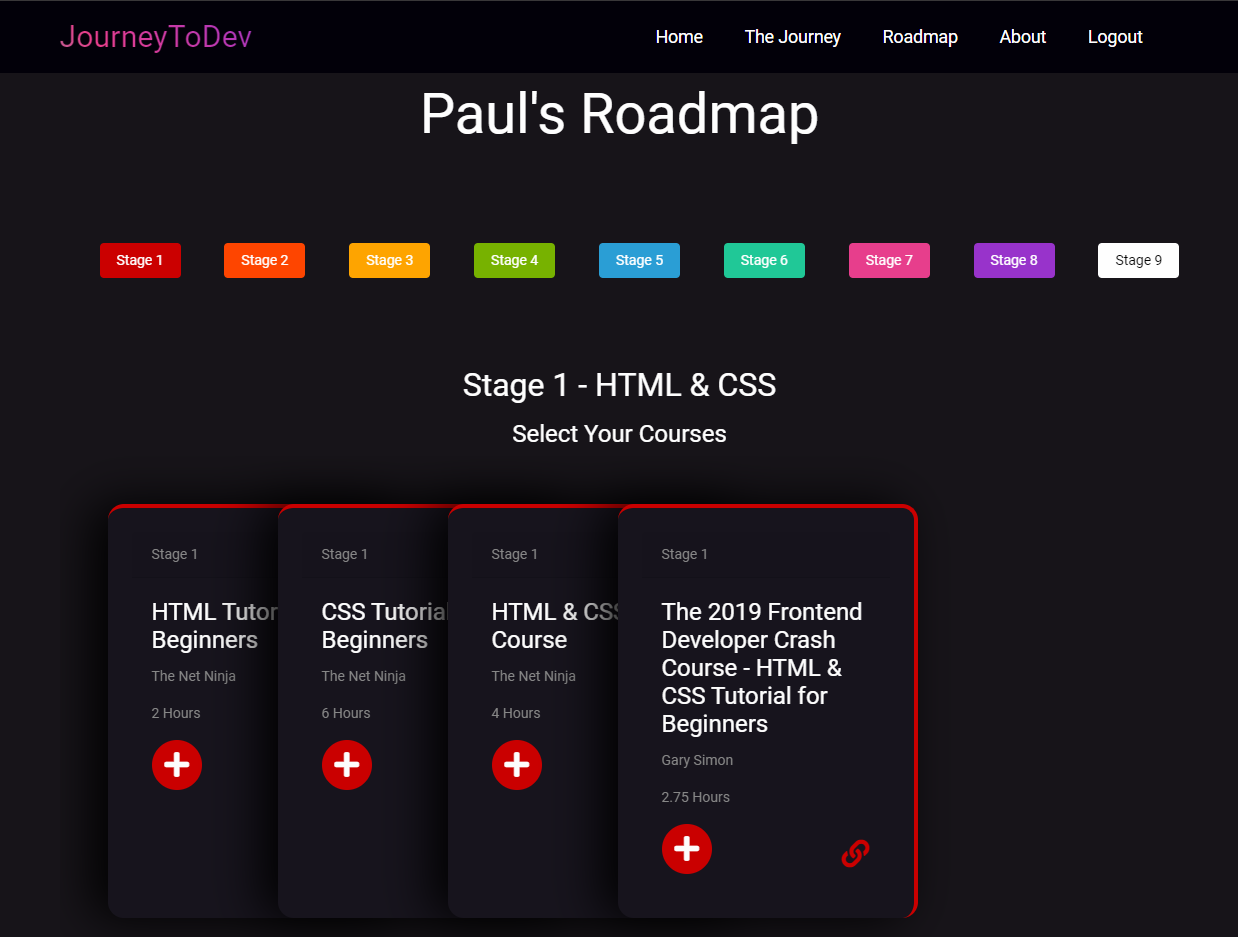 JourneyToDev
Home
The Journey
Roadmap
About
Logout
Paul's Roadmap
Stage 1
Stage 2
Stage 3
Stage 4
Stage 5
Stage 6
Stage 7
Stage 8
Stage 9
Stage 1 - HTML & CSS
Select Your Courses
Stage 1
HTML Tutor
Beginners
The Net Ninja
2 Hours
Stage 1
CSS Tutorial
Beginners
The Net Ninja
6 Hours
Stage 1
HTML & CSS
Course
The Net Ninja
4 Hours
Stage 1
The 2019 Frontend
Developer Crash
Course - HTML &
CSS Tutorial for
Beginners
Gary Simon
2.75 Hours